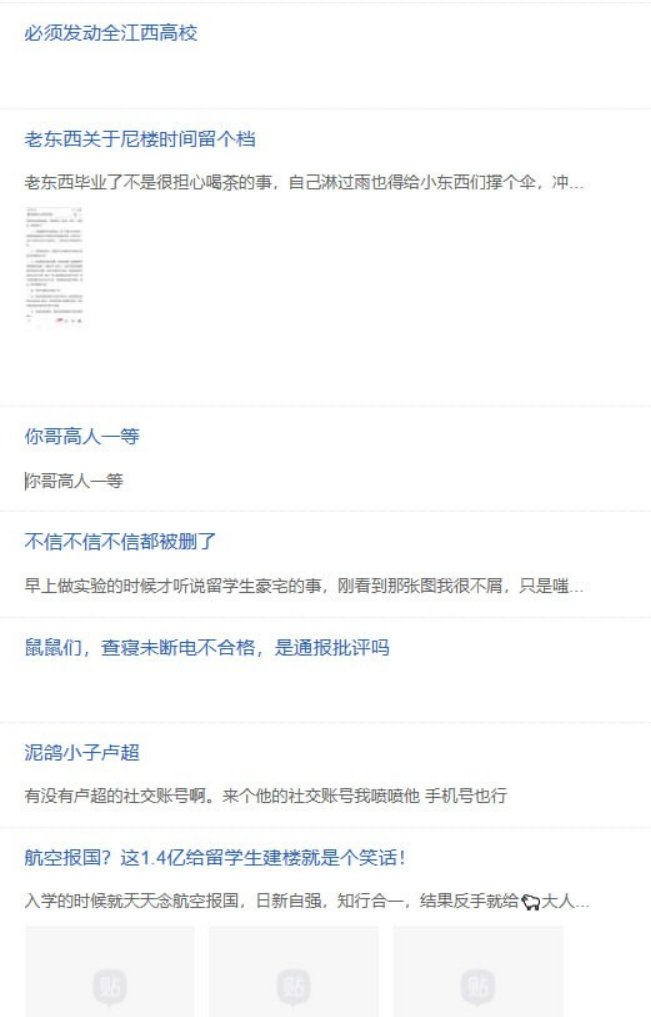 必须发动全江西高校
老东西关于尼楼时间留个档
老东西毕业了不是很担心喝茶的事，自己淋过雨也得给小东西们撑个伞，冲...
你哥高人一等
你哥高人一等
不信不信不信都被删了
早上做实验的时候才听说留学生豪宅的事，刚看到那张图我很不屑，只是嗤...
鼠鼠们，查寝未断电不合格，是通报批评吗
泥鸽小子卢超
有没有卢超的社交账号啊。来个他的社交账号我喷喷他 手机号也行
航空报国？这1.4亿给留学生建楼就是个笑话！
入学的时候就天天念航空报国，日新自强，知行合一，结果反手就给🐑大人...
贴 贴 贴